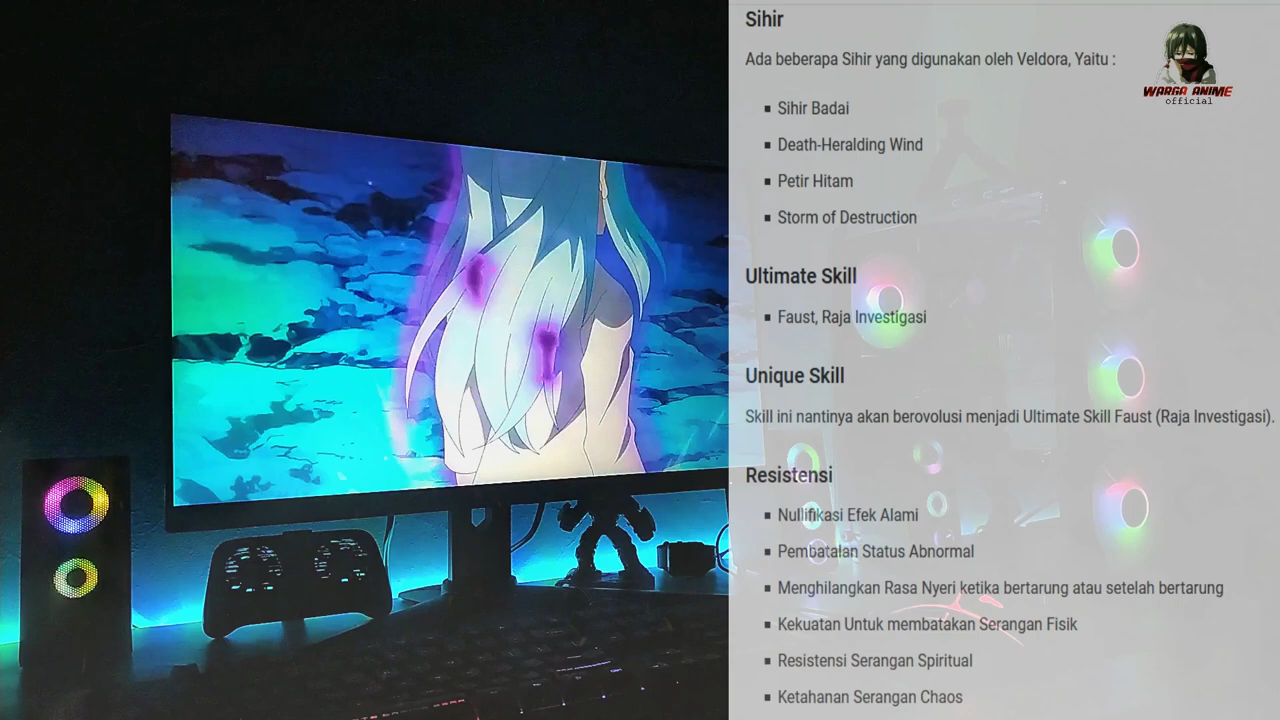 Sihir
WARGA ANIME
official
Ada beberapa Sihir yang digunakan oleh Veldora, Yaitu :
Sihir Badai
Death-Heralding Wind
Petir Hitam
Storm of Destruction
Ultimate Skill
Faust, Raja Investigasi
Unique Skill
Skill ini nantinya akan berovolusi menjadi Ultimate Skill Faust (Raja Investigasi).
Resistensi
Nullifikasi Efek Alami
Pembatalan Status Abnormal
Menghilangkan Rasa Nyeri ketika bertarung atau setelah bertarung
Kekuatan Untuk membatakan Serangan Fisik
Resistensi Serangan Spiritual
Ketahanan Serangan Chaos